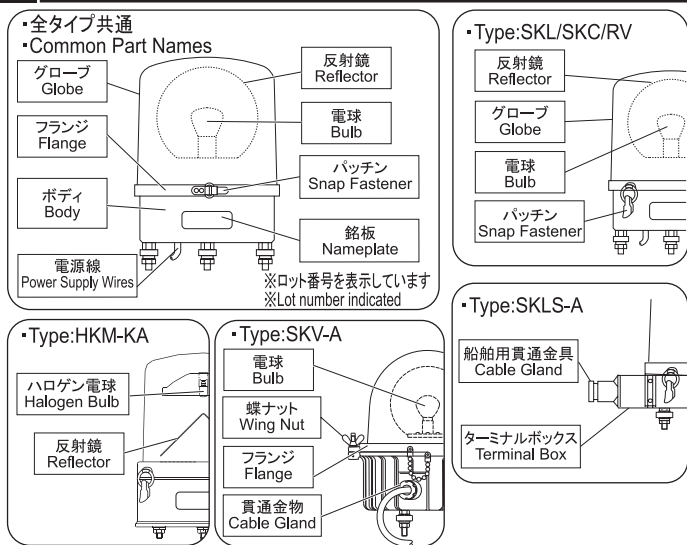 ・全タイプ共通
・Common Part Names
グローブ
Globe
フランジ
Flange
ボディ
Body
電源線
Power Supply Wires
反射鏡
Reflector
電球
Bulb
パッチン
Snap Fastener
銘板
Nameplate
※ロット番号を表示しています
※Lot number indicated
・Type:SKL/SKC/RV
反射鏡
Reflector
グローブ
Globe
電球
Bulb
パッチン
Snap Fastener
・Type:HKM-KA
ハロゲン電球
Halogen Bulb
反射鏡
Reflector
・Type:SKV-A
電球
Bulb
蝶ナット
Wing Nut
フランジ
Flange
貫通金物
Cable Gland
・Type:SKLS-A
船舶用貫通金具
Cable Gland
ターミナルボックス
Terminal Box